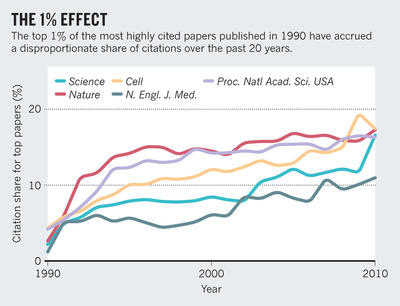 THE 1% EFFECT
The top 1% of the most highly cited papers published in 1990 have accrued
a disproportionate share of citations over the past 20 years.
Science Cell Proc. Natl Acad. Sci. USA
Nature N. Engl. J. Med.
Citation share for top papers (%)
20
10
0
1990 2000 2010
Year